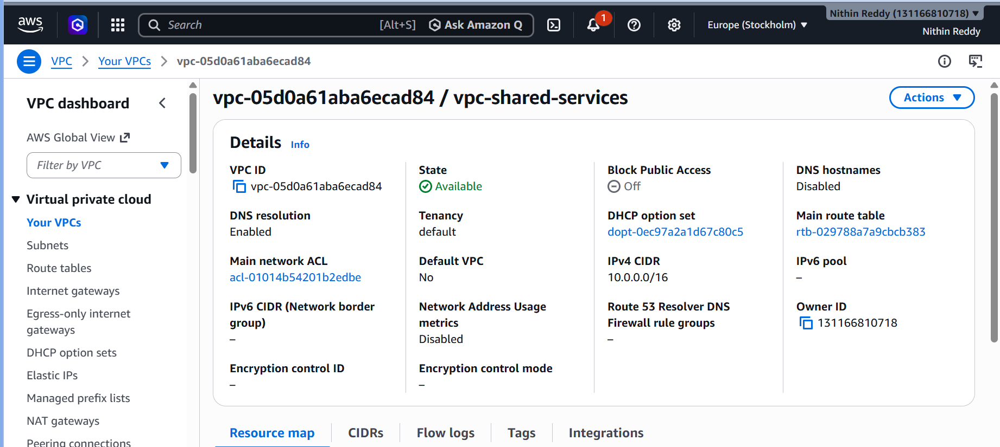 aws
Search [Alt+S] Ask Amazon Q
1
Europe (Stockholm)
Nithin Reddy (131166810718)
Nithin Reddy
VPC
Your VPCs
vpc-05d0a61aba6ecad84
VPC dashboard
AWS Global View
Filter by VPC
Virtual private cloud
Your VPCs
Subnets
Route tables
Internet gateways
Egress-only internet
gateways
DHCP option sets
Elastic IPs
Managed prefix lists
NAT gateways
Peering connections
vpc-05d0a61aba6ecad84 / vpc-shared-services
Actions
Details Info
VPC ID
vpc-05d0a61aba6ecad84
State
Available
Block Public Access
Off
DNS hostnames
Disabled
DNS resolution
Enabled
Tenancy
default
DHCP option set
dopt-0ec97a2a1d67c80c5
Main route table
rtb-029788a7a9cbcb383
Main network ACL
acl-01014b54201b2edbe
Default VPC
No
IPv4 CIDR
10.0.0.0/16
IPv6 pool
–
IPv6 CIDR (Network border
group)
–
Network Address Usage
metrics
Disabled
Route 53 Resolver DNS
Firewall rule groups
–
Owner ID
131166810718
Encryption control ID
–
Encryption control mode
–
Resource map
CIDRs
Flow logs
Tags
Integrations